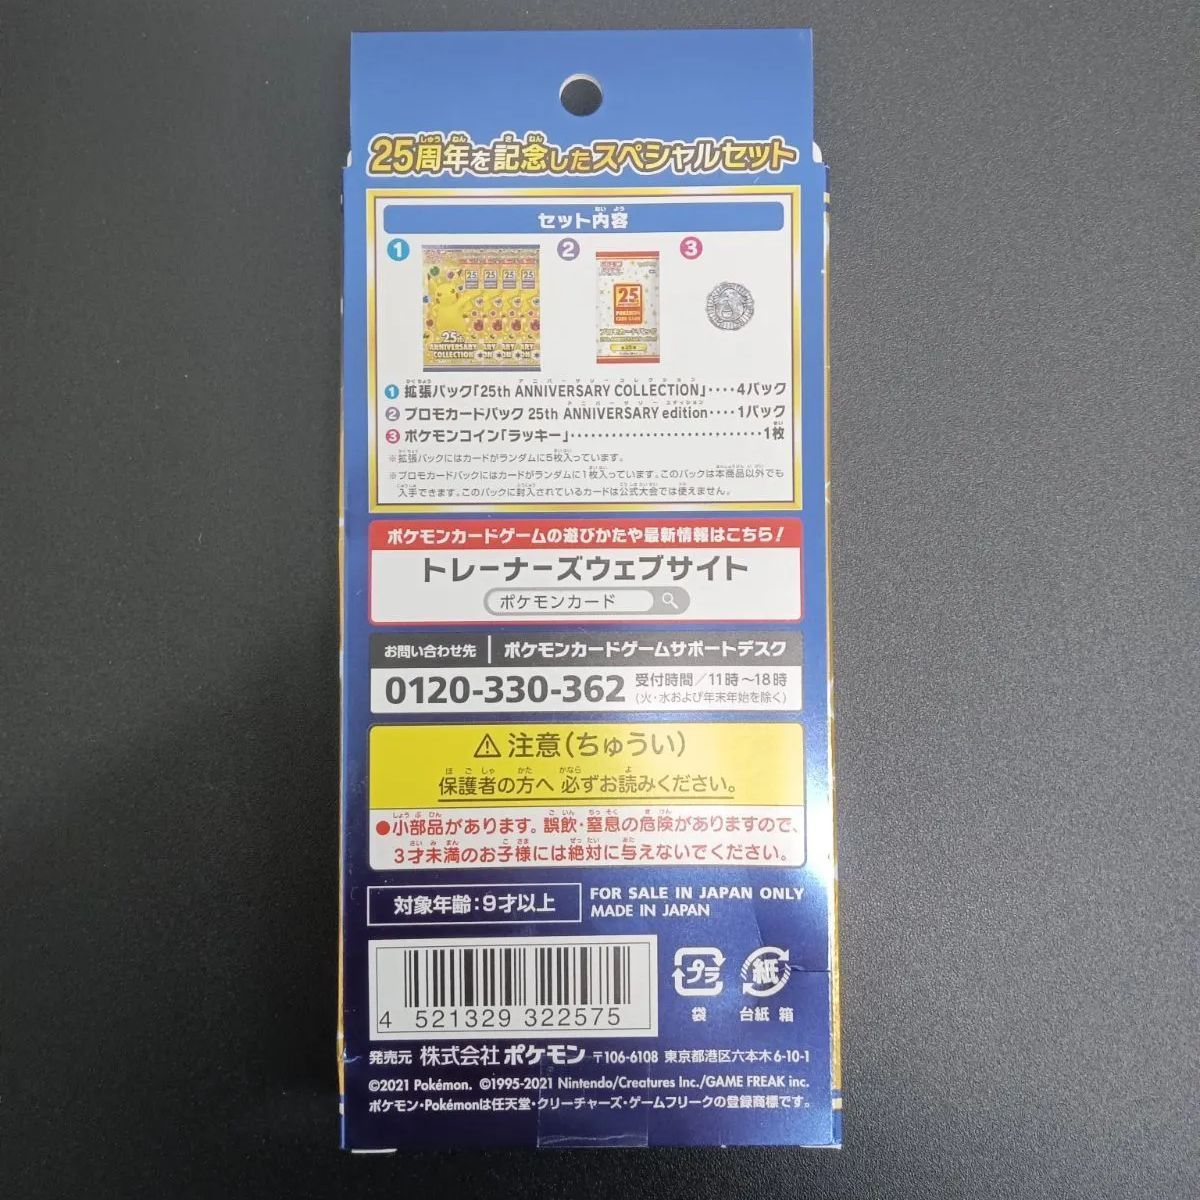 25周年を記念したスペシャルセット
セット内容
1 2 3
25th ANNIVERSARY COLLECTION
25 POKÉMON CARD GAME
プロモカードパック
1 拡張パック「25th ANNIVERSARY COLLECTION」････4パック
2 プロモカードパック 25th ANNIVERSARY edition････1パック
3 ポケモンコイン「ラッキー」････････････････････････････1枚
※拡張パックにはカードがランダムに5枚入っています。
※プロモカードパックにはカードがランダムに1枚入っています。このパックは本商品以外でも
入手できます。このパックに封入されているカードは公式大会では使えません。
ポケモンカードゲームの遊びかたや最新情報はこちら!
トレーナーズウェブサイト
ポケモンカード
お問い合わせ先 | ポケモンカードゲームサポートデスク
0120-330-362 受付時間/11時~18時
(火・水および年末年始を除く)
⚠ 注意(ちゅうい)
保護者の方へ 必ずお読みください。
●小部品があります。誤飲・窒息の危険がありますので、
3才未満のお子様には絶対に与えないでください。
対象年齢:9才以上
FOR SALE IN JAPAN ONLY
MADE IN JAPAN
プラ 紙
袋 台紙 箱
4 521329 322575
発売元 株式会社ポケモン 〒106-6108 東京都港区六本木6-10-1
©2021 Pokémon. ©1995-2021 Nintendo/Creatures Inc./GAME FREAK inc.
ポケモン・Pokémonは任天堂・クリーチャーズ・ゲームフリークの登録商標です。